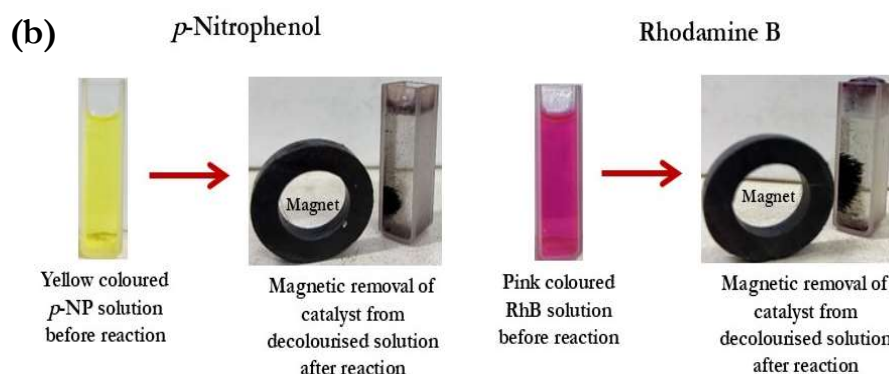 (b)
p-Nitrophenol
Rhodamine B
Magnet
Magnet
Yellow coloured
p-NP solution
before reaction
Magnetic removal of
catalyst from
decolourised solution
after reaction
Pink coloured
RhB solution
before reaction
Magnetic removal of
catalyst from
decolourised solution
after reaction